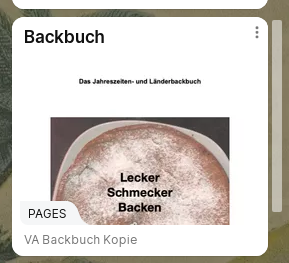 Backbuch
Das Jahreszeiten- und Länderbackbuch
Lecker
Schmecker
Backen
PAGES
VA Backbuch Kopie